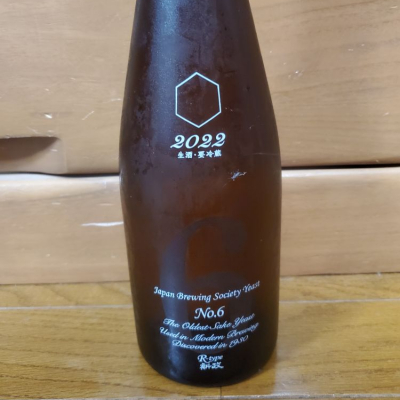 2022
生酒・要冷蔵
Japan Brewing Society Yeast
No.6
The Oldest Sake Yeast
Used in Modern Brewing
Discovered in 1930
R-type
新政